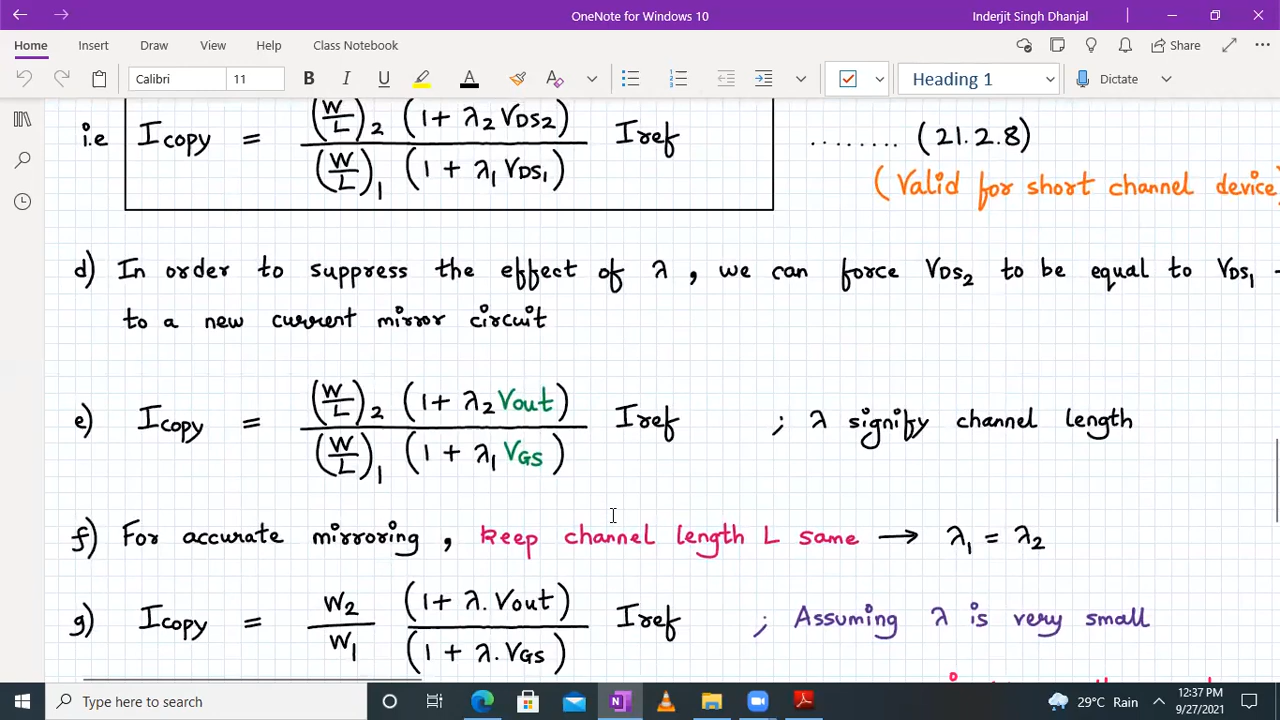 OneNote for Windows 10
Inderjit Singh Dhanjal
Home Insert Draw View Help Class Notebook Share
Calibri 11 B I U A Heading 1 Dictate
i.e Icopy = (W/L)2 (1 + λ2 VDS2) / (W/L)1 (1 + λ1 VDS1) Iref ........ (21.2.8)
(Valid for short channel device
d) In order to suppress the effect of λ , we can force VDS2 to be equal to VDS1 -
to a new current mirror circuit
e) Icopy = (W/L)2 (1 + λ2 Vout) / (W/L)1 (1 + λ1 VGS) Iref ; λ signify channel length
f) For accurate mirroring , keep channel length L same → λ1 = λ2
g) Icopy = W2/W1 (1 + λ. Vout) / (1 + λ. VGS) Iref ; Assuming λ is very small
Type here to search
29°C Rain
12:37 PM
9/27/2021